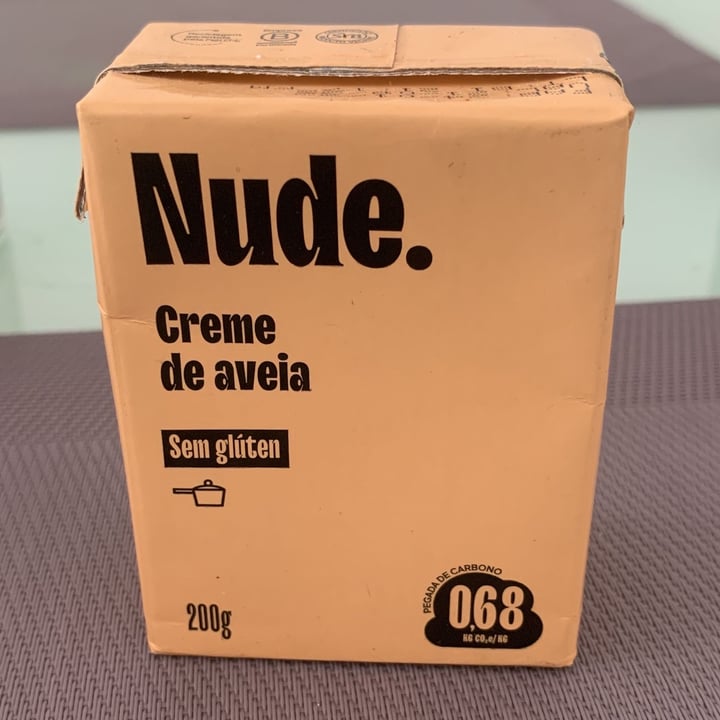 Nude.
Creme
de aveia
Sem glúten
200g
PEGADA DE CARBONO
0,68
KG CO₂e/KG